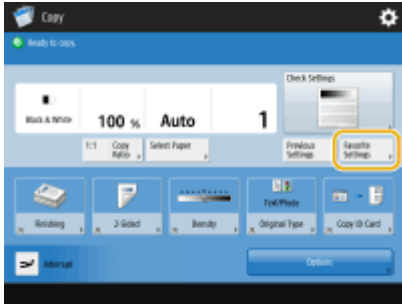 Copy
Ready to copy.
Check Settings
Black & White
100 %
Auto
1
1:1
Copy
Ratio
Select Paper
Previous
Settings
Favorite
Settings
Finishing
2-Sided
Density
Text/Photo
Original Type
Copy ID Card
Interrupt
Options